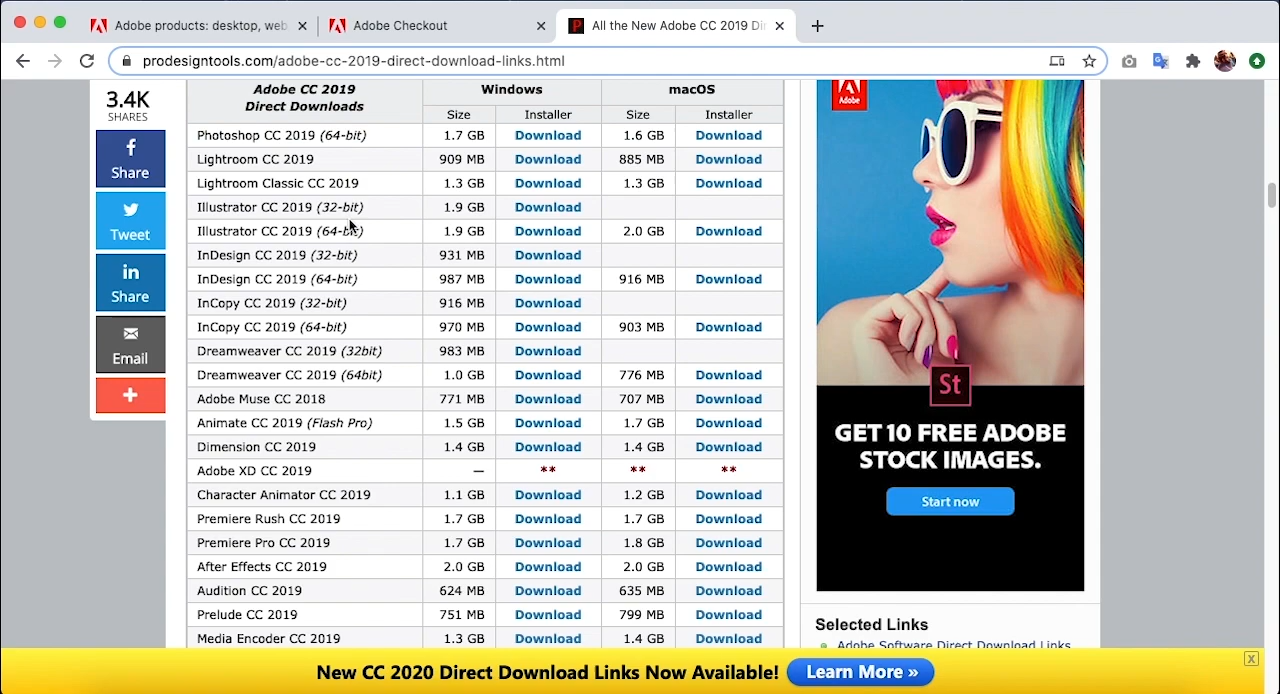 Adobe products: desktop, web
Adobe Checkout
All the New Adobe CC 2019 Dir
prodesigntools.com/adobe-cc-2019-direct-download-links.html
3.4K
SHARES
Share
Tweet
Share
Email
Adobe CC 2019
Direct Downloads
Windows
macOS
Size
Installer
Size
Installer
Photoshop CC 2019 (64-bit) 1.7 GB Download 1.6 GB Download
Lightroom CC 2019 909 MB Download 885 MB Download
Lightroom Classic CC 2019 1.3 GB Download 1.3 GB Download
Illustrator CC 2019 (32-bit) 1.9 GB Download
Illustrator CC 2019 (64-bit) 1.9 GB Download 2.0 GB Download
InDesign CC 2019 (32-bit) 931 MB Download
InDesign CC 2019 (64-bit) 987 MB Download 916 MB Download
InCopy CC 2019 (32-bit) 916 MB Download
InCopy CC 2019 (64-bit) 970 MB Download 903 MB Download
Dreamweaver CC 2019 (32bit) 983 MB Download
Dreamweaver CC 2019 (64bit) 1.0 GB Download 776 MB Download
Adobe Muse CC 2018 771 MB Download 707 MB Download
Animate CC 2019 (Flash Pro) 1.5 GB Download 1.7 GB Download
Dimension CC 2019 1.4 GB Download 1.4 GB Download
Adobe XD CC 2019 — ** ** **
Character Animator CC 2019 1.1 GB Download 1.2 GB Download
Premiere Rush CC 2019 1.7 GB Download 1.7 GB Download
Premiere Pro CC 2019 1.7 GB Download 1.8 GB Download
After Effects CC 2019 2.0 GB Download 2.0 GB Download
Audition CC 2019 624 MB Download 635 MB Download
Prelude CC 2019 751 MB Download 799 MB Download
Media Encoder CC 2019 1.3 GB Download 1.4 GB Download
Adobe
St
GET 10 FREE ADOBE
STOCK IMAGES.
Start now
Selected Links
Adobe Software Direct Download Links
New CC 2020 Direct Download Links Now Available! Learn More »
X